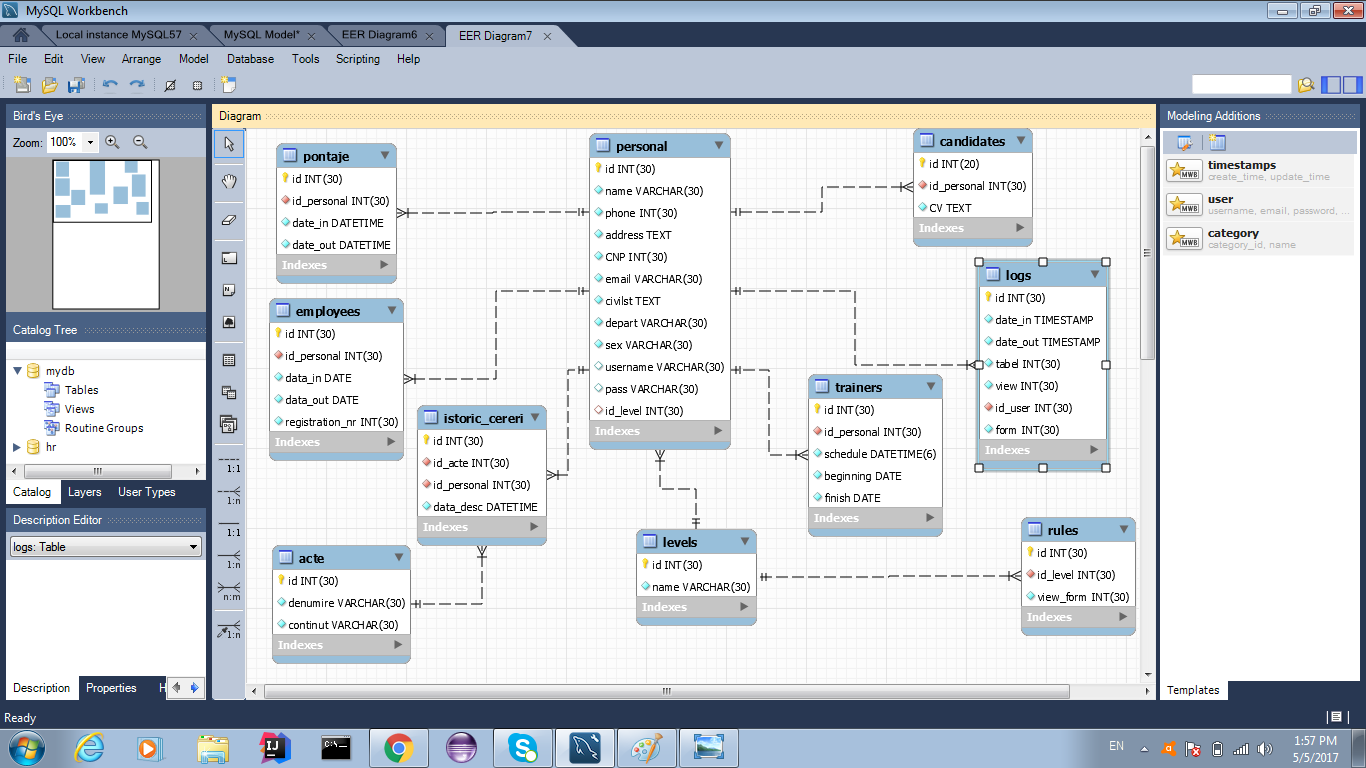 MySQL Workbench
Local instance MySQL57
MySQL Model*
EER Diagram6
EER Diagram7
File Edit View Arrange Model Database Tools Scripting Help
Bird's Eye
Zoom: 100%
Catalog Tree
mydb
Tables
Views
Routine Groups
hr
Catalog Layers User Types
Description Editor
logs: Table
Description Properties H
Diagram
1:1
1:n
1:1
1:n
n:m
1:n
pontaje
id INT(30)
id_personal INT(30)
date_in DATETIME
date_out DATETIME
Indexes
employees
id INT(30)
id_personal INT(30)
data_in DATE
data_out DATE
registration_nr INT(30)
Indexes
istoric_cereri
id INT(30)
id_acte INT(30)
id_personal INT(30)
data_desc DATETIME
Indexes
acte
id INT(30)
denumire VARCHAR(30)
continut VARCHAR(30)
Indexes
personal
id INT(30)
name VARCHAR(30)
phone INT(30)
address TEXT
CNP INT(30)
email VARCHAR(30)
civilst TEXT
depart VARCHAR(30)
sex VARCHAR(30)
username VARCHAR(30)
pass VARCHAR(30)
id_level INT(30)
Indexes
levels
id INT(30)
name VARCHAR(30)
Indexes
candidates
id INT(20)
id_personal INT(30)
CV TEXT
Indexes
logs
id INT(30)
date_in TIMESTAMP
date_out TIMESTAMP
tabel INT(30)
view INT(30)
id_user INT(30)
form INT(30)
Indexes
trainers
id INT(30)
id_personal INT(30)
schedule DATETIME(6)
beginning DATE
finish DATE
Indexes
rules
id INT(30)
id_level INT(30)
view_form INT(30)
Indexes
Modeling Additions
MWB
timestamps
create_time, update_time
MWB
user
username, email, password, ...
MWB
category
category_id, name
Templates
Ready
IJ
C:\.
EN
1:57 PM
5/5/2017